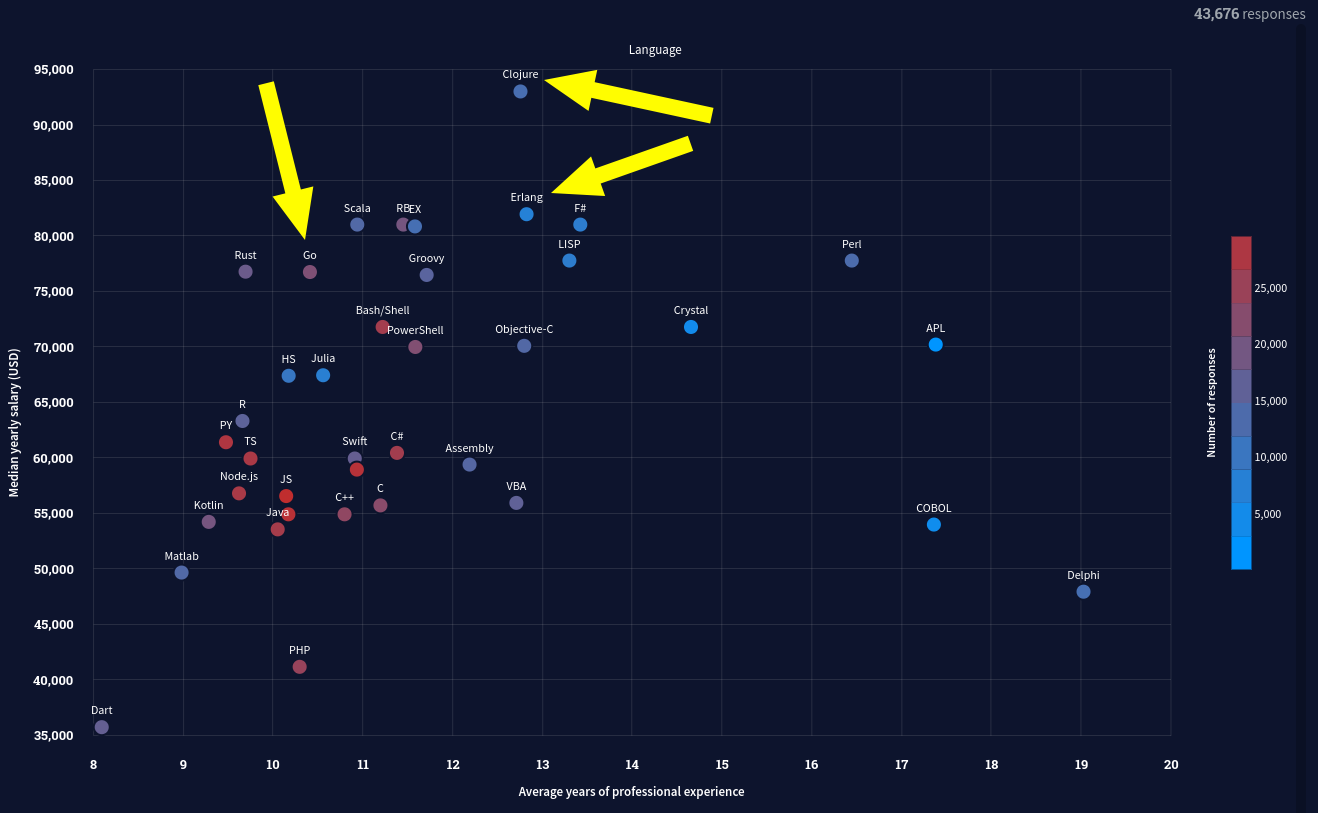 43,676 responses
Language
95,000
Clojure
90,000
85,000
Erlang
Scala
RB
EX
F#
80,000
LISP
Perl
Rust
Go
Groovy
75,000
Bash/Shell
Crystal
PowerShell
Objective-C
APL
70,000
HS
Julia
65,000
R
PY
TS
Swift
C#
Assembly
60,000
Node.js
JS
VBA
C
C++
Kotlin
Java
COBOL
55,000
Matlab
50,000
Delphi
45,000
PHP
40,000
Dart
35,000
8 9 10 11 12 13 14 15 16 17 18 19 20
Average years of professional experience
Median yearly salary (USD)
Number of responses
25,000
20,000
15,000
10,000
5,000